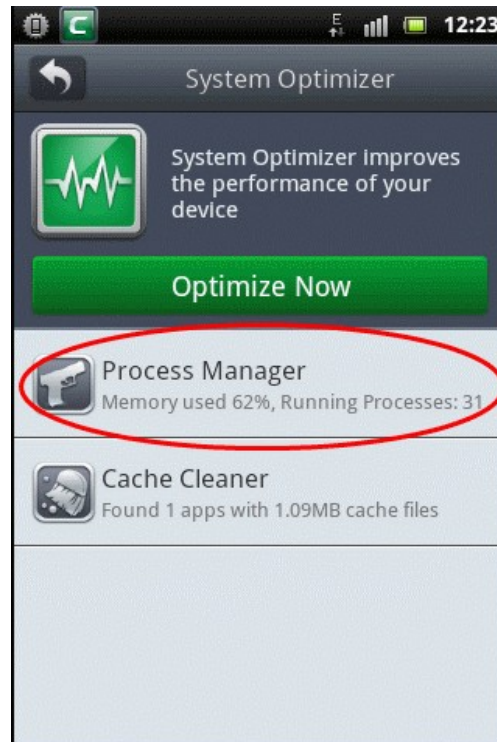 E
12:23
System Optimizer
System Optimizer improves
the performance of your
device
Optimize Now
Process Manager
Memory used 62%, Running Processes: 31
Cache Cleaner
Found 1 apps with 1.09MB cache files